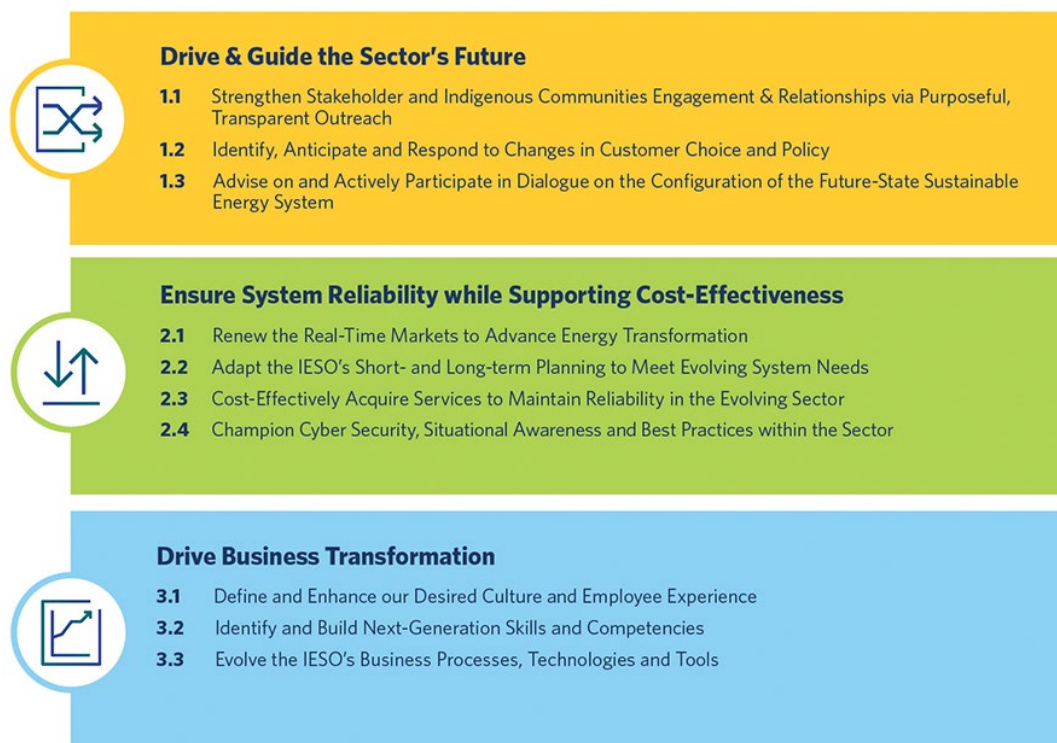 Drive & Guide the Sector's Future
1.1 Strengthen Stakeholder and Indigenous Communities Engagement & Relationships via Purposeful,
Transparent Outreach
1.2 Identify, Anticipate and Respond to Changes in Customer Choice and Policy
1.3 Advise on and Actively Participate in Dialogue on the Configuration of the Future-State Sustainable
Energy System
Ensure System Reliability while Supporting Cost-Effectiveness
2.1 Renew the Real-Time Markets to Advance Energy Transformation
2.2 Adapt the IESO's Short- and Long-term Planning to Meet Evolving System Needs
2.3 Cost-Effectively Acquire Services to Maintain Reliability in the Evolving Sector
2.4 Champion Cyber Security, Situational Awareness and Best Practices within the Sector
Drive Business Transformation
3.1 Define and Enhance our Desired Culture and Employee Experience
3.2 Identify and Build Next-Generation Skills and Competencies
3.3 Evolve the IESO's Business Processes, Technologies and Tools